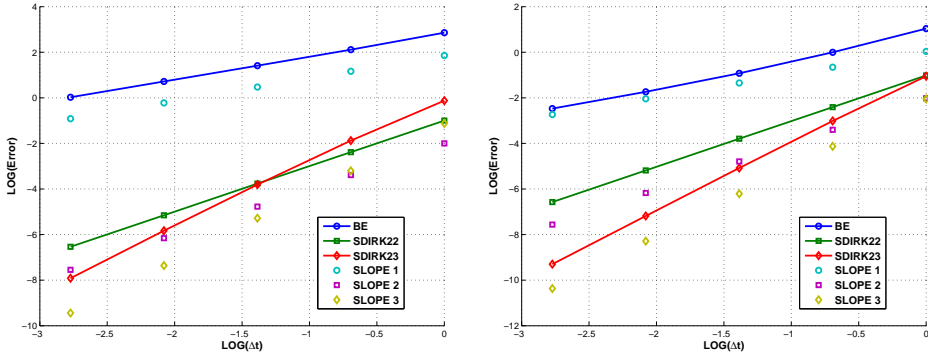 4
2
0
−2
−4
−6
−8
−10
−3
−2.5
−2
−1.5
−1
−0.5
0
LOG(Error)
LOG(Δt)
BE
SDIRK22
SDIRK23
SLOPE 1
SLOPE 2
SLOPE 3
2
0
−2
−4
−6
−8
−10
−12
−3
−2.5
−2
−1.5
−1
−0.5
0
LOG(Error)
LOG(Δt)
BE
SDIRK22
SDIRK23
SLOPE 1
SLOPE 2
SLOPE 3